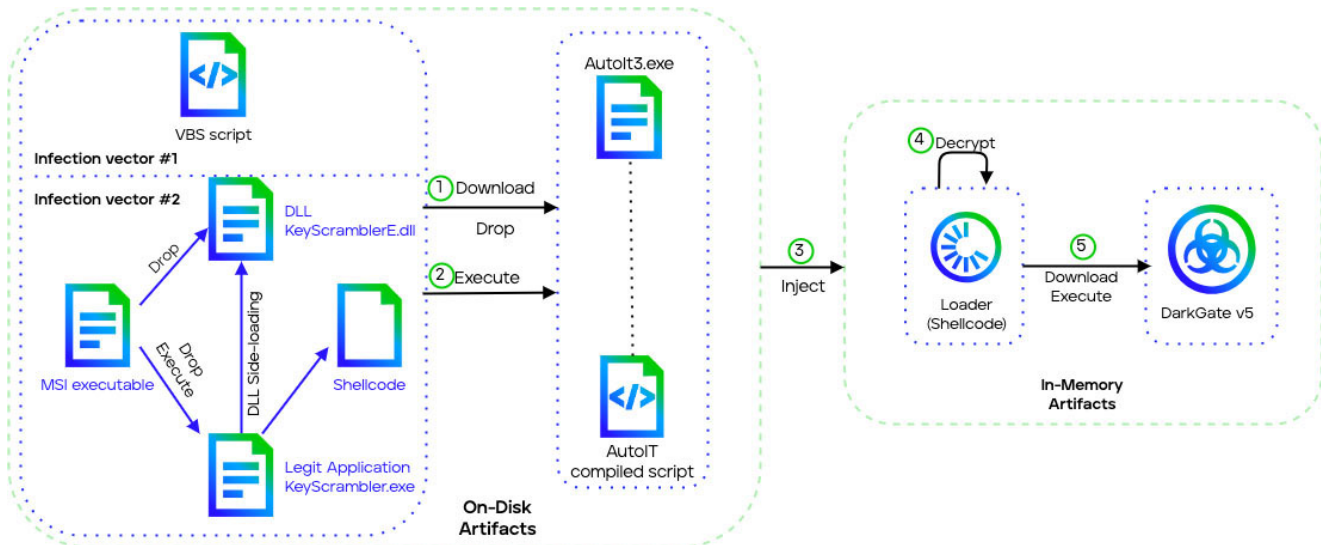 </>
VBS script
Infection vector #1
Infection vector #2
DLL
KeyScramblerE.dll
Drop
MSI executable
Drop
Execute
DLL Side-loading
Shellcode
Legit Application
KeyScrambler.exe
1 Download
Drop
2 Execute
AutoIt3.exe
</>
AutoIT
compiled script
On-Disk
Artifacts
3
Inject
4 Decrypt
Loader
(Shellcode)
5
Download
Execute
DarkGate v5
In-Memory
Artifacts